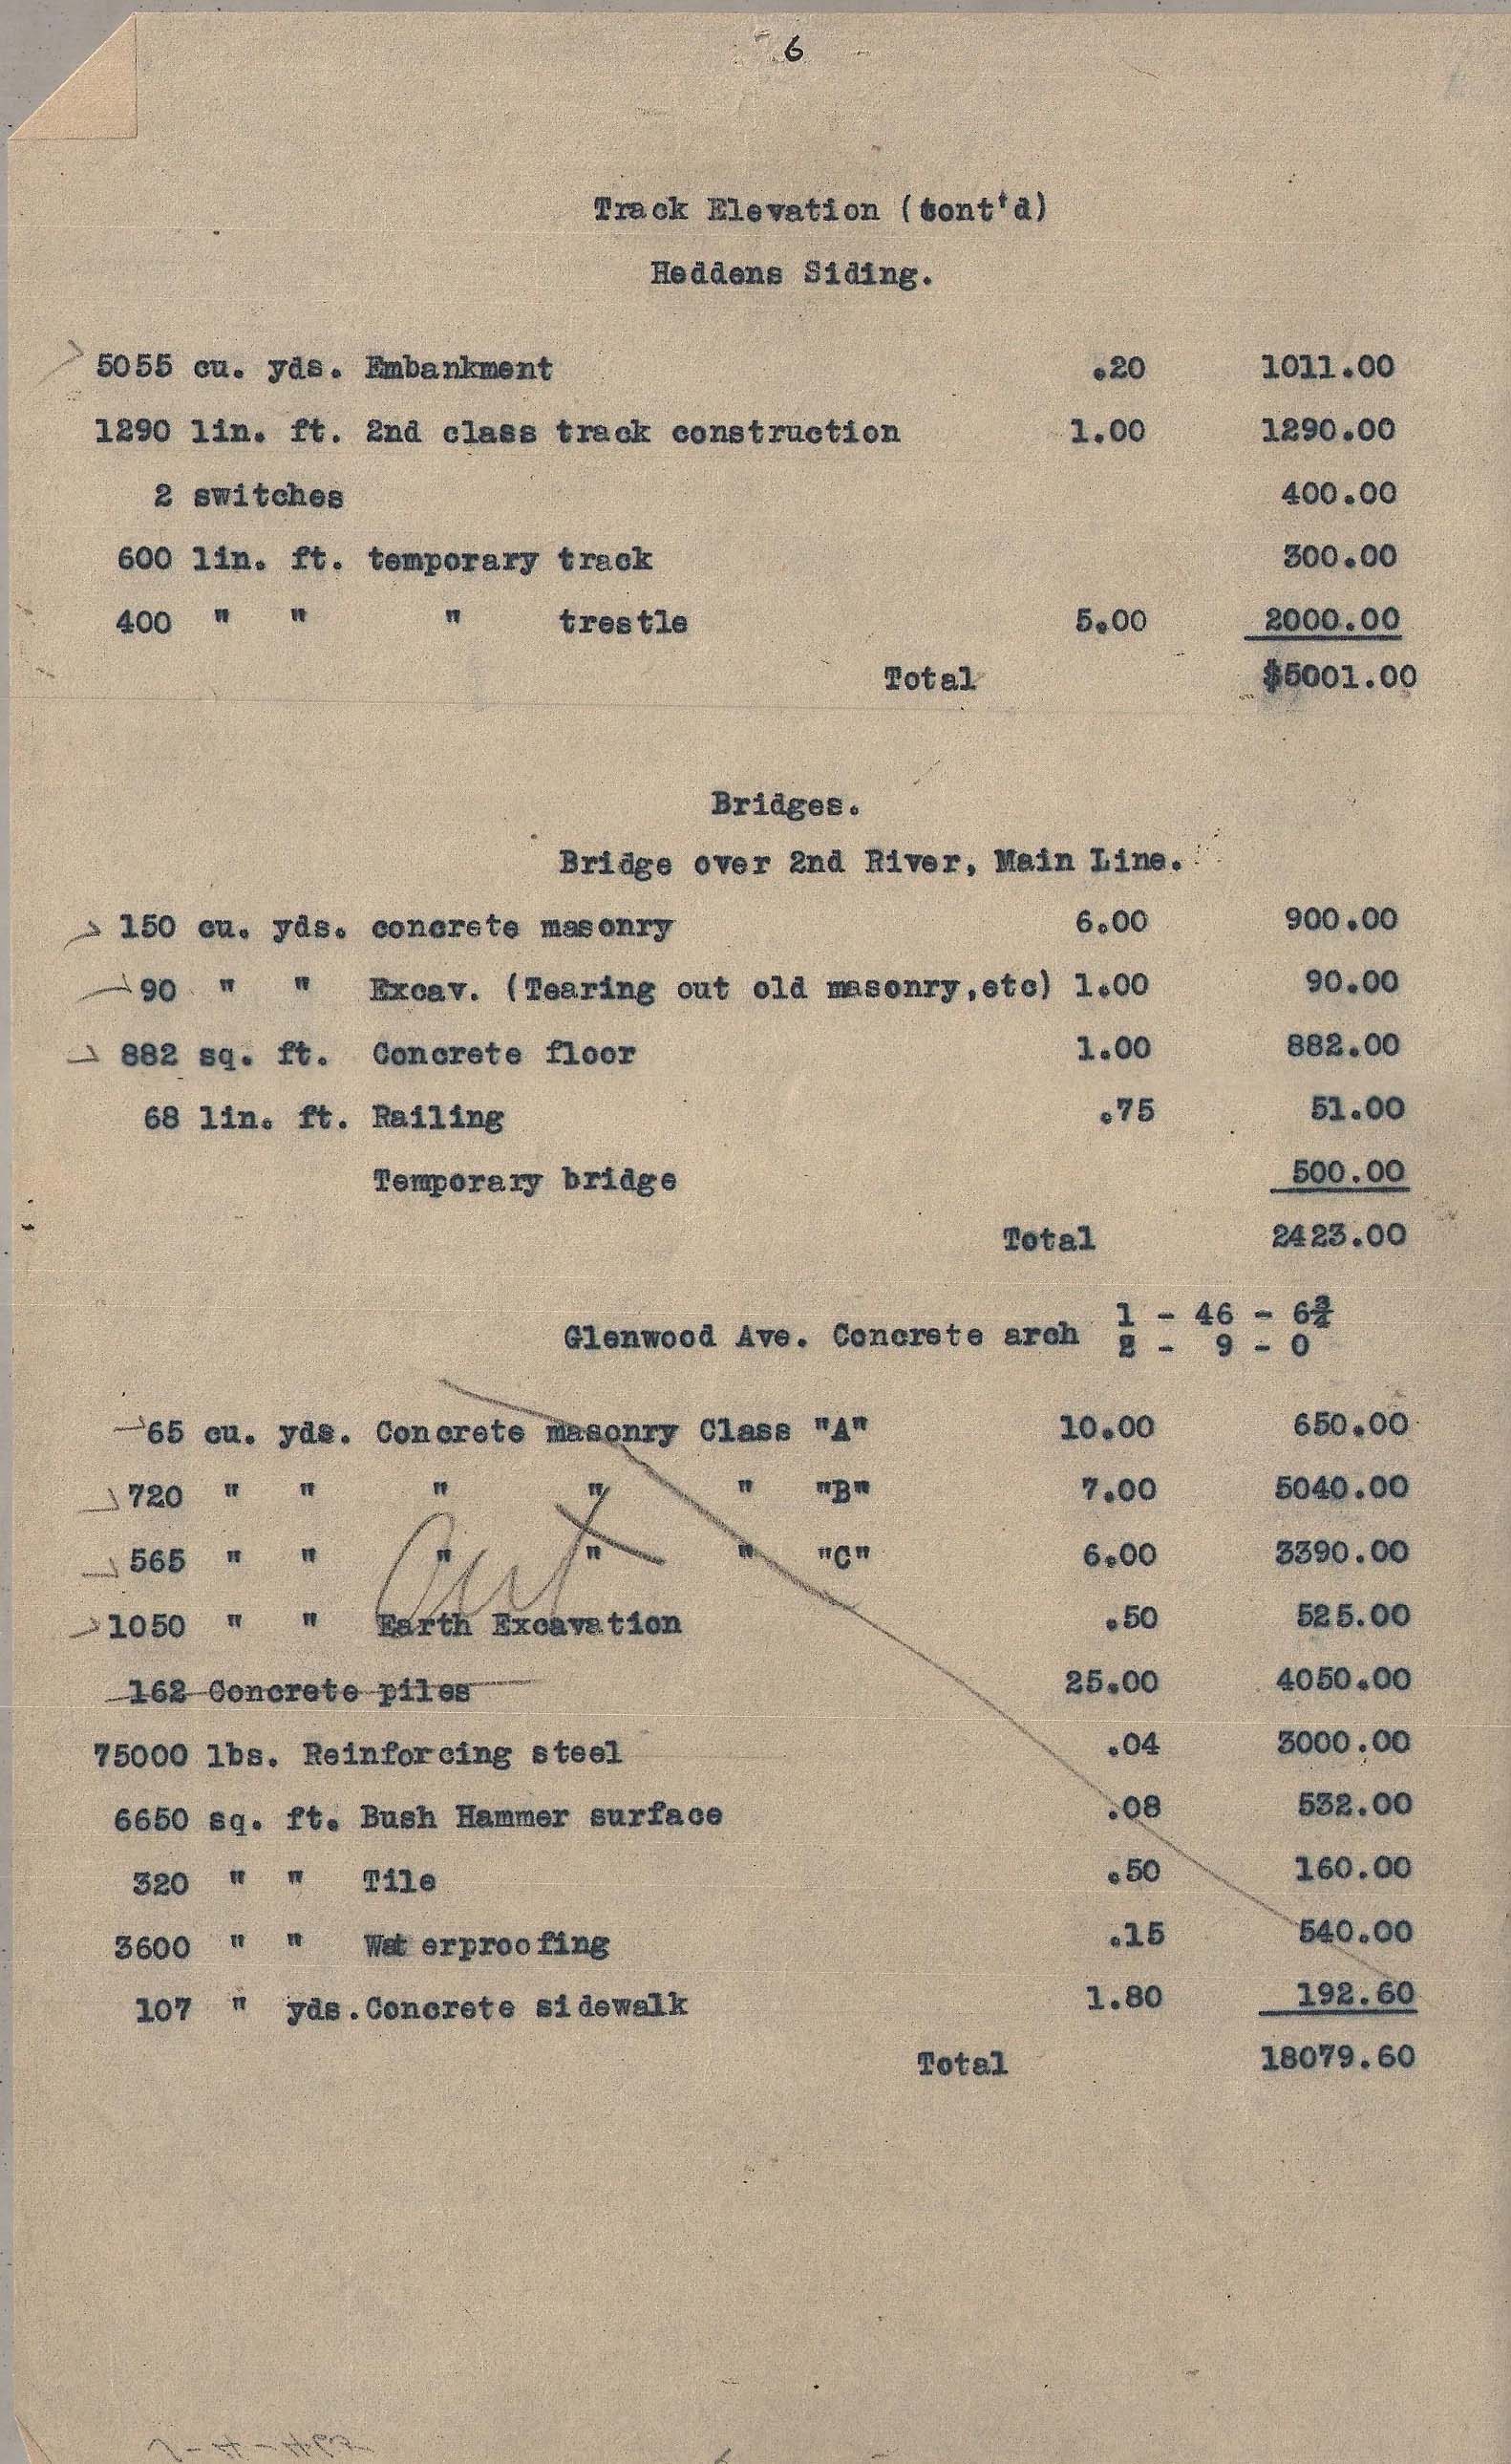 6
Track Elevation (cont'd)
Heddens Siding.
5055 cu. yds. Embankment .20 1011.00
1290 lin. ft. 2nd class track construction 1.00 1290.00
2 switches 400.00
600 lin. ft. temporary track 300.00
400 " " " trestle 5.00 2000.00
Total $5001.00
Bridges.
Bridge over 2nd River, Main Line.
150 cu. yds. concrete masonry 6.00 900.00
90 " " Excav. (Tearing out old masonry,etc) 1.00 90.00
882 sq. ft. Concrete floor 1.00 882.00
68 lin. ft. Railing .75 51.00
Temporary bridge 500.00
Total 2423.00
1 - 46 - 6¾
Glenwood Ave. Concrete arch 2 - 9 - 0
65 cu. yds. Concrete masonry Class "A" 10.00 650.00
720 " " " " " "B" 7.00 5040.00
Out
565 " " " " " "C" 6.00 3390.00
1050 " " Earth Excavation .50 525.00
162 Concrete piles 25.00 4050.00
75000 lbs. Reinforcing steel .04 3000.00
6650 sq. ft. Bush Hammer surface .08 532.00
320 " " Tile .50 160.00
3600 " " Waterproofing .15 540.00
107 " yds. Concrete sidewalk 1.80 192.60
Total 18079.60